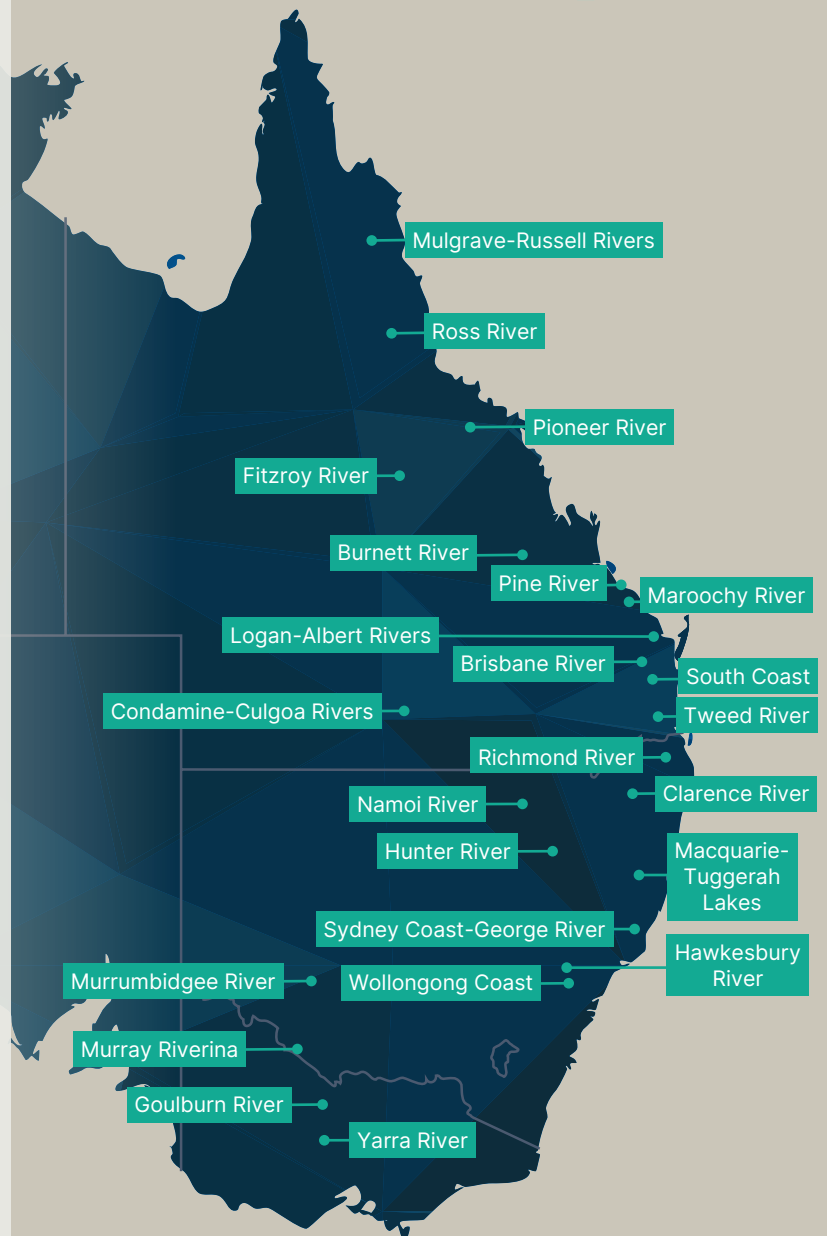 Mulgrave-Russell Rivers
Ross River
Pioneer River
Fitzroy River
Burnett River
Pine River
Maroochy River
Logan-Albert Rivers
Brisbane River
South Coast
Condamine-Culgoa Rivers
Tweed River
Richmond River
Clarence River
Namoi River
Hunter River
Macquarie-
Tuggerah
Lakes
Sydney Coast-George River
Hawkesbury
River
Murrumbidgee River
Wollongong Coast
Murray Riverina
Goulburn River
Yarra River